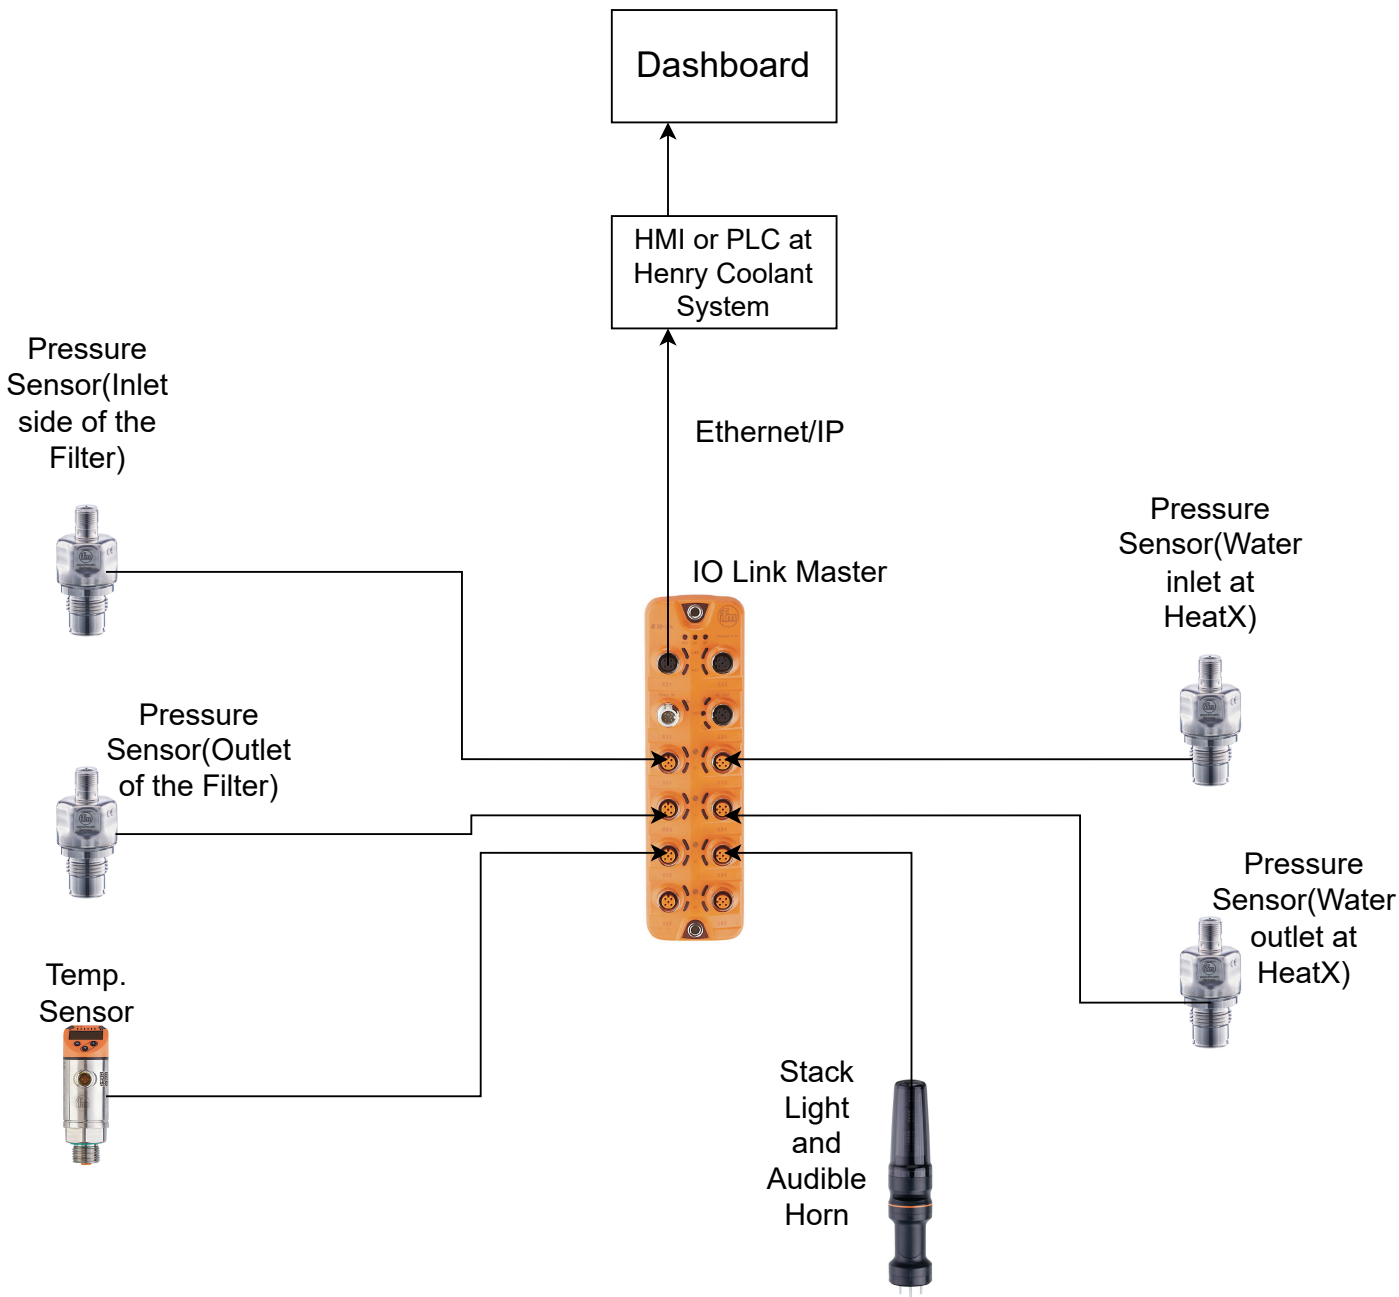 Dashboard
HMI or PLC at
Henry Coolant
System
Pressure
Sensor(Inlet
side of the
Filter)
Ethernet/IP
Pressure
Sensor(Water
inlet at
HeatX)
IO Link Master
ifm
Pressure
Sensor(Outlet
of the Filter)
Pressure
Sensor(Water
outlet at
HeatX)
Temp.
Sensor
Stack
Light
and
Audible
Horn